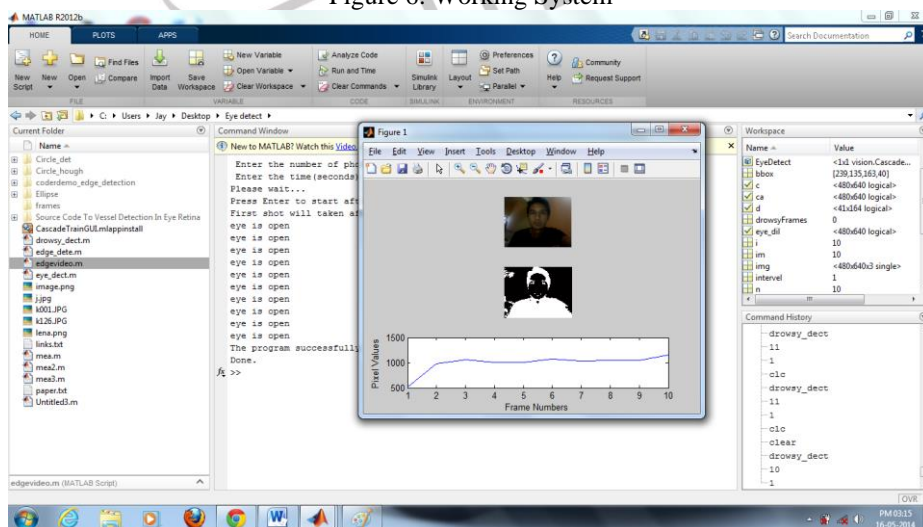 Figure 6. Working System
MATLAB R2012b
HOME PLOTS APPS
Search Documentation
New Script
New
Open
Find Files
Compare
Import Data
Save Workspace
New Variable
Open Variable
Clear Workspace
Analyze Code
Run and Time
Clear Commands
Simulink Library
Layout
Preferences
Set Path
Parallel
Help
Community
Request Support
FILE VARIABLE CODE SIMULINK ENVIRONMENT RESOURCES
C: Users Jay Desktop Eye detect
Current Folder
Name
Circle_det
Circle_hough
coderdemo_edge_detection
Ellipse
frames
Source Code To Vessel Detection In Eye Retina
CascadeTrainGUI.mlappinstall
drowsy_dect.m
edge_dete.m
edgevideo.m
eye_dect.m
image.png
j.jpg
k001.JPG
k126.JPG
lena.png
links.txt
mea.m
mea2.m
mea3.m
paper.txt
Untitled3.m
edgevideo.m (MATLAB Script)
Command Window
New to MATLAB? Watch this Video
Enter the number of pho
Enter the time(seconds)
Please wait...
Press Enter to start aft
First shot will taken af
eye is open
eye is open
eye is open
eye is open
eye is open
eye is open
eye is open
eye is open
eye is open
eye is open
The program successfully
Done.
fx >>
Figure 1
File Edit View Insert Tools Desktop Window Help
Pixel Values
1500
1000
500
1 2 3 4 5 6 7 8 9 10
Frame Numbers
Workspace
Name Value
EyeDetect <1x1 vision.Cascade...
bbox [239,135,163,40]
c <480x640 logical>
ca <480x640 logical>
d <41x164 logical>
drowsyFrames 0
eye_dil <480x640 logical>
i 10
im 10
img <480x640x3 single>
intervel 1
n 10
Command History
drowsy_dect
11
1
clc
drowsy_dect
11
1
clc
clear
drowsy_dect
10
1
OVR
PM 03:15
16-05-201